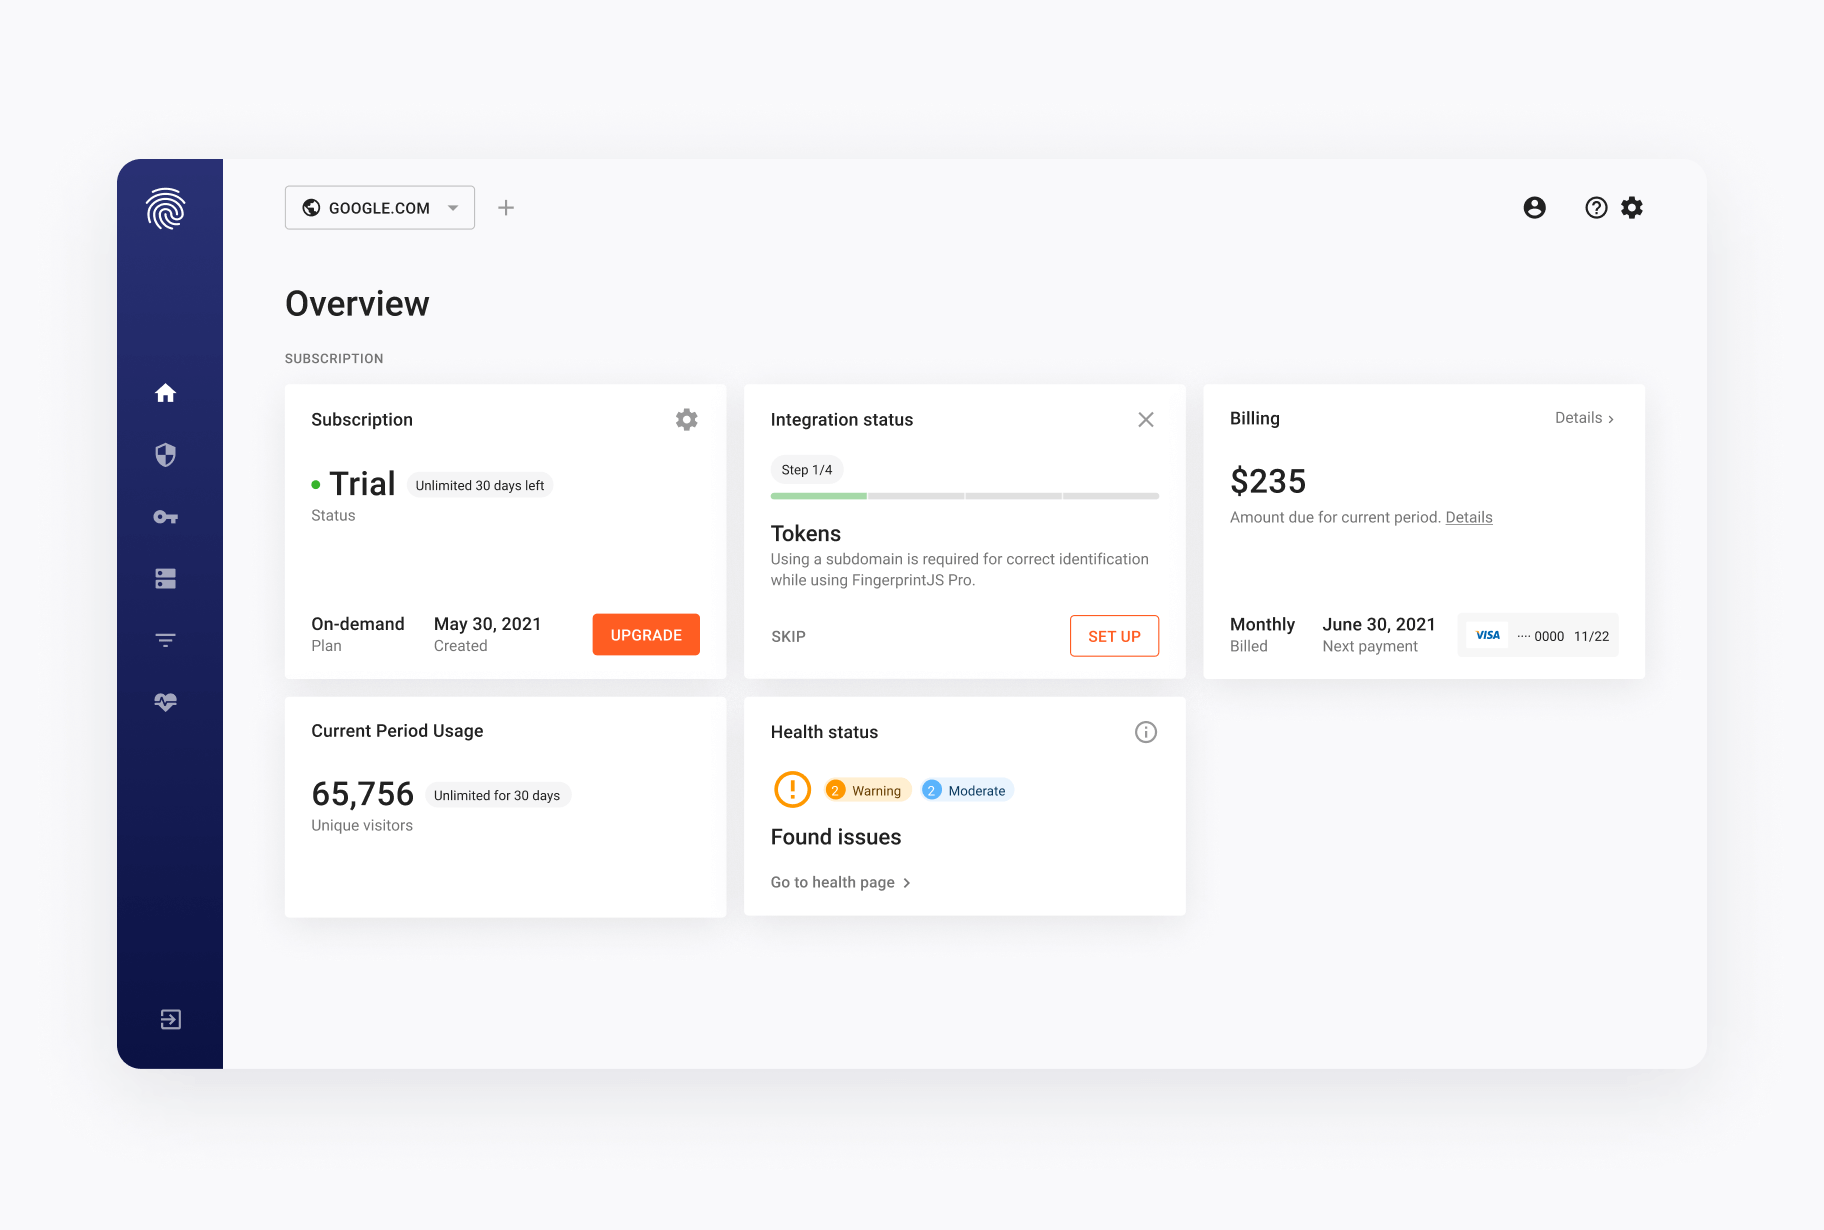 GOOGLE.COM
Overview
SUBSCRIPTION
Subscription
Trial Unlimited 30 days left
Status
On-demand May 30, 2021 UPGRADE
Plan Created
Integration status
Step 1/4
Tokens
Using a subdomain is required for correct identification
while using FingerprintJS Pro.
SKIP SET UP
Billing Details
$235
Amount due for current period. Details
Monthly June 30, 2021 VISA ···· 0000 11/22
Billed Next payment
Current Period Usage
65,756 Unlimited for 30 days
Unique visitors
Health status
2 Warning 2 Moderate
Found issues
Go to health page